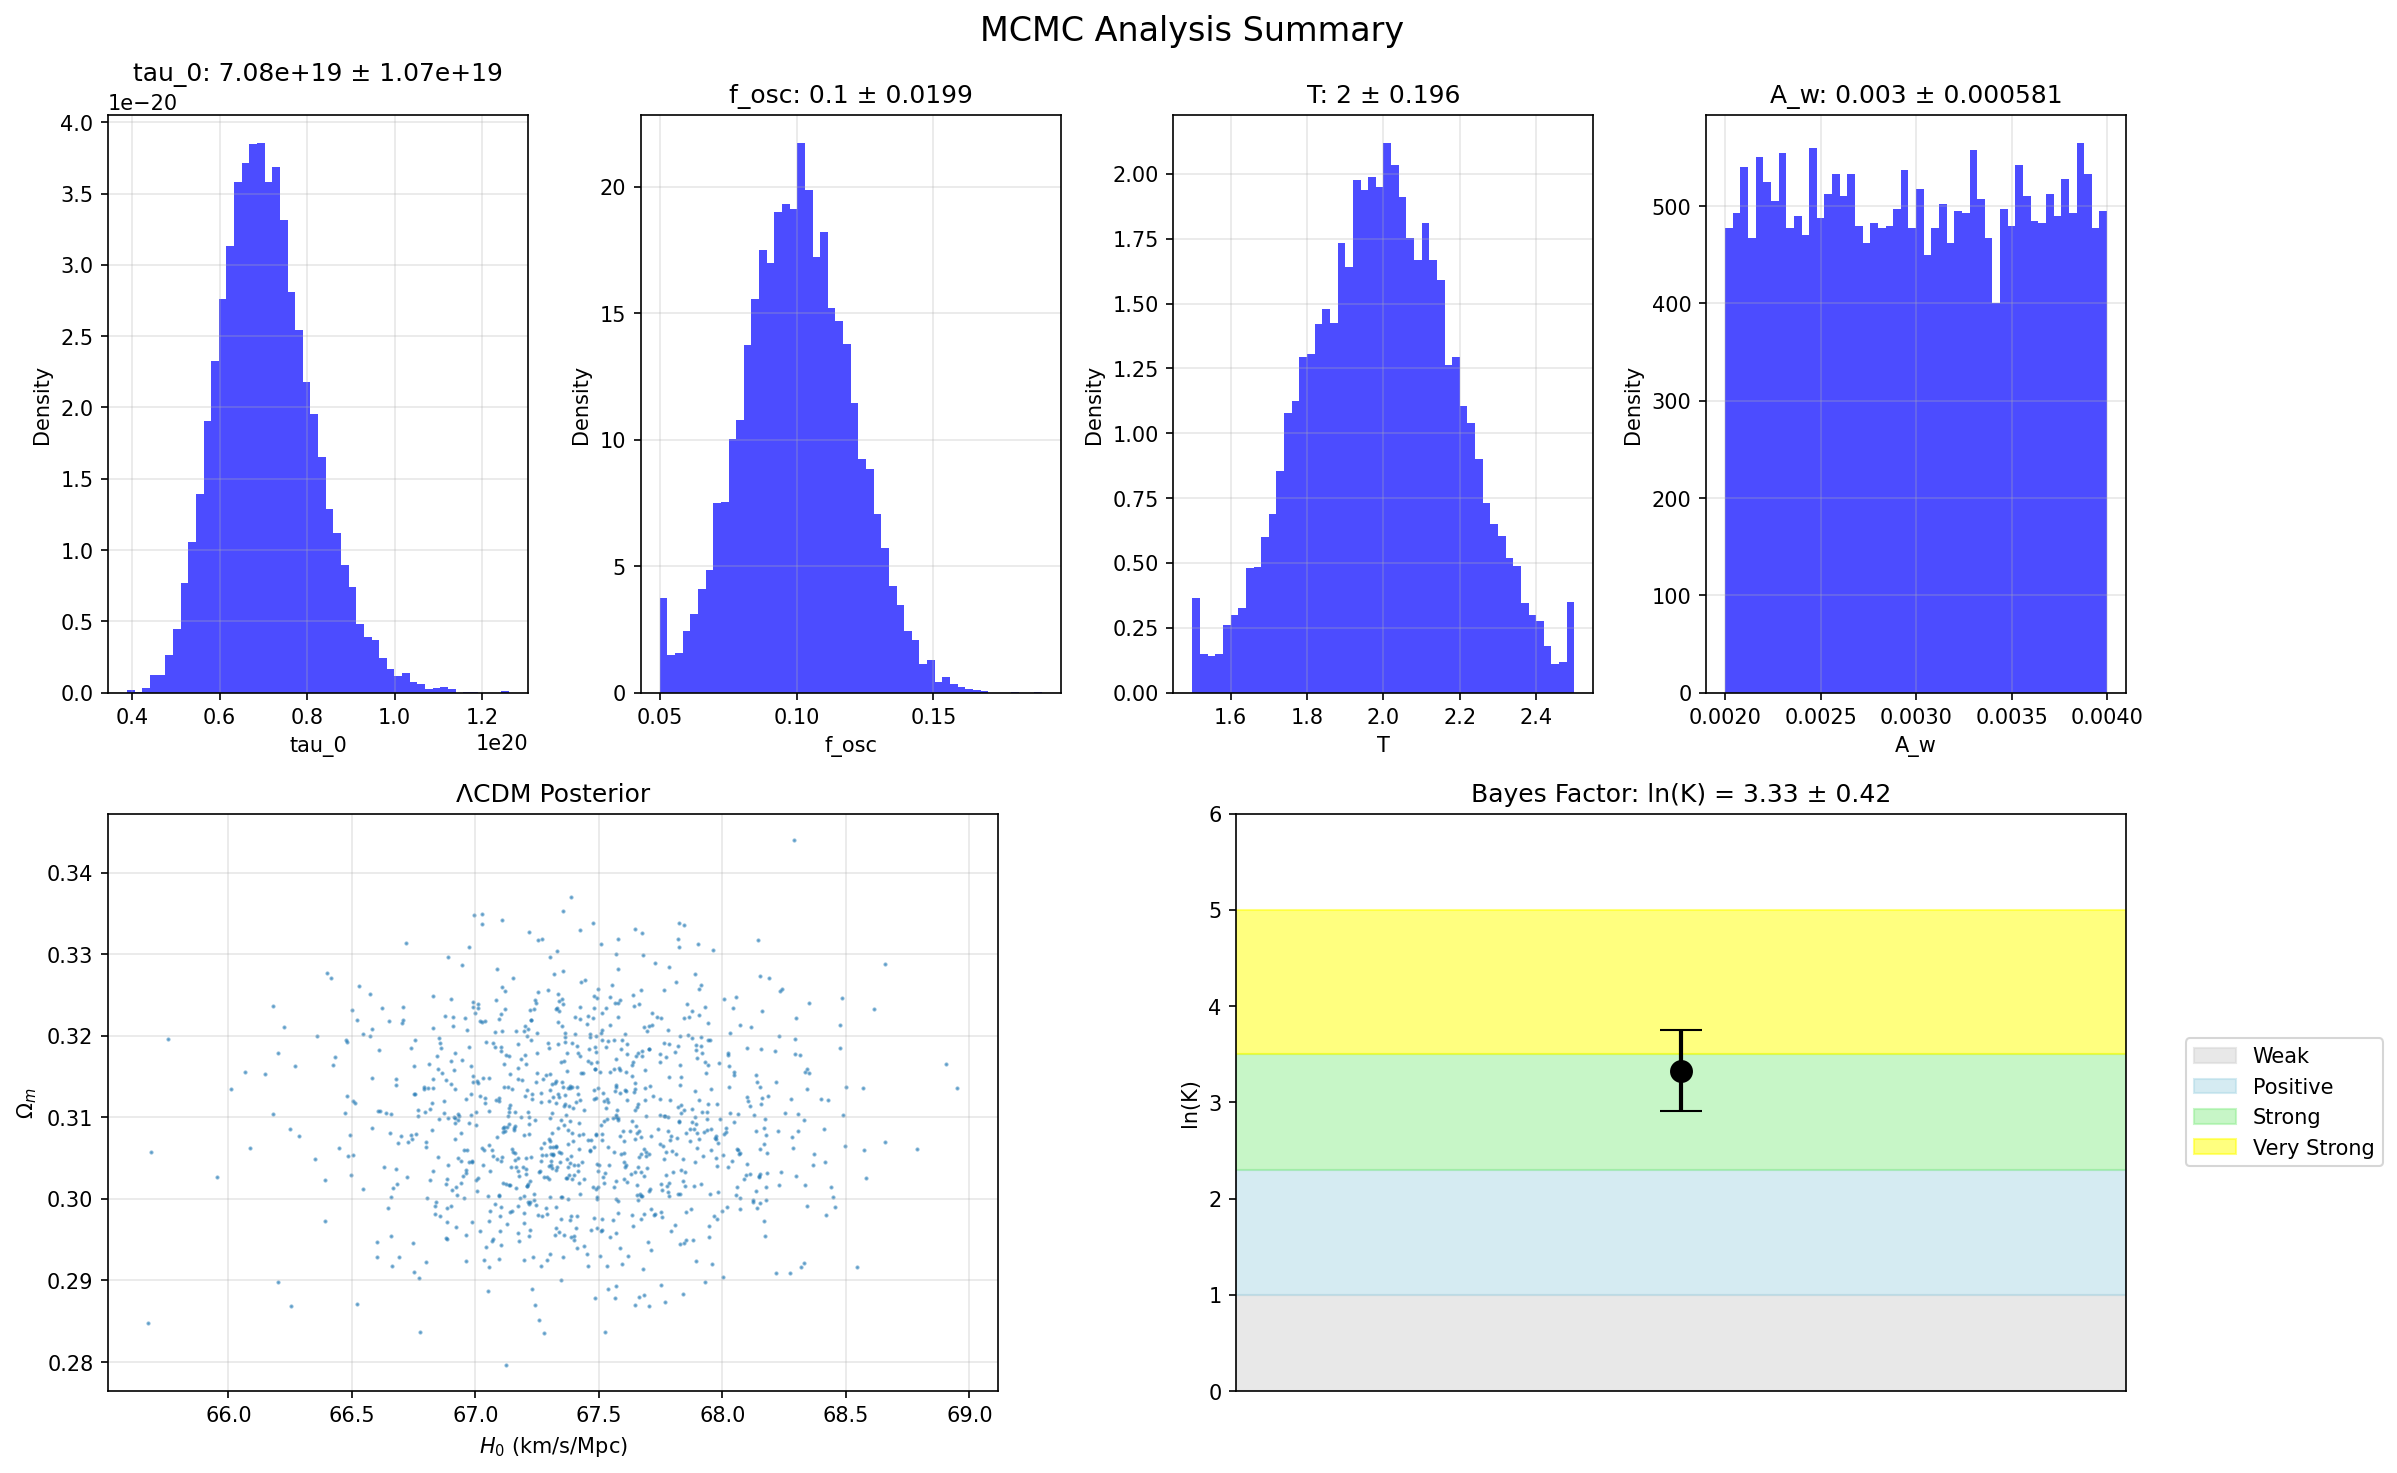 MCMC Analysis Summary
tau_0: 7.08e+19 ± 1.07e+19
1e−20
4.0
3.5
3.0
2.5
2.0
1.5
1.0
0.5
0.0
Density
0.4 0.6 0.8 1.0 1.2
1e20
tau_0
f_osc: 0.1 ± 0.0199
20
15
10
5
0
Density
0.05 0.10 0.15
f_osc
T: 2 ± 0.196
2.00
1.75
1.50
1.25
1.00
0.75
0.50
0.25
0.00
Density
1.6 1.8 2.0 2.2 2.4
T
A_w: 0.003 ± 0.000581
500
400
300
200
100
0
Density
0.0020 0.0025 0.0030 0.0035 0.0040
A_w
ΛCDM Posterior
0.34
0.33
0.32
0.31
0.30
0.29
0.28
Ωm
66.0 66.5 67.0 67.5 68.0 68.5 69.0
H0 (km/s/Mpc)
Bayes Factor: ln(K) = 3.33 ± 0.42
6
5
4
3
2
1
0
ln(K)
Weak
Positive
Strong
Very Strong